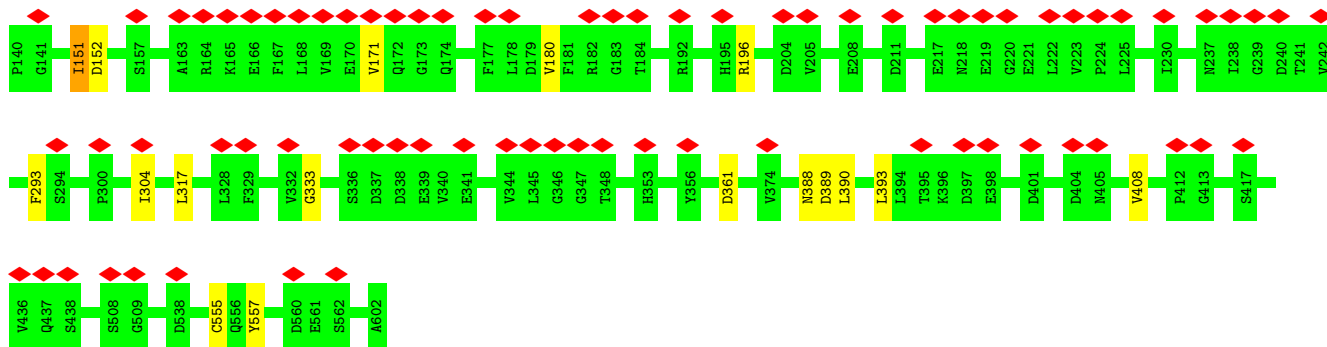 P140 G141 I151 D152 S157 A163 R164 K165 E166 F167 L168 V169 E170 V171 Q172 G173 Q174 F177 L178 D179 V180 F181 R182 G183 T184 R192 H195 R196 D204 V205 E208 D211 E217 N218 E219 G220 E221 L222 V223 P224 L225 I230 N237 I238 G239 D240 T241 V242
F293 S294 P300 I304 L317 L328 F329 V332 G333 S336 D337 D338 E339 V340 E341 V344 L345 G346 G347 T348 H353 Y356 D361 V374 N388 D389 L390 L393 L394 T395 K396 D397 E398 D401 D404 N405 V408 P412 G413 S417
V436 Q437 S438 S508 G509 D538 C555 Q556 Y557 D560 E561 S562 A602